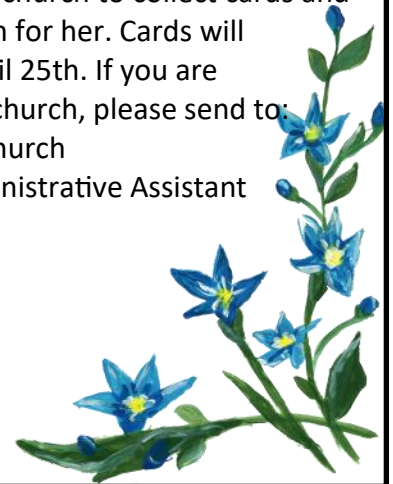 church to collect cards and
n for her. Cards will
il 25th. If you are
church, please send to:
hurch
nistrative Assistant